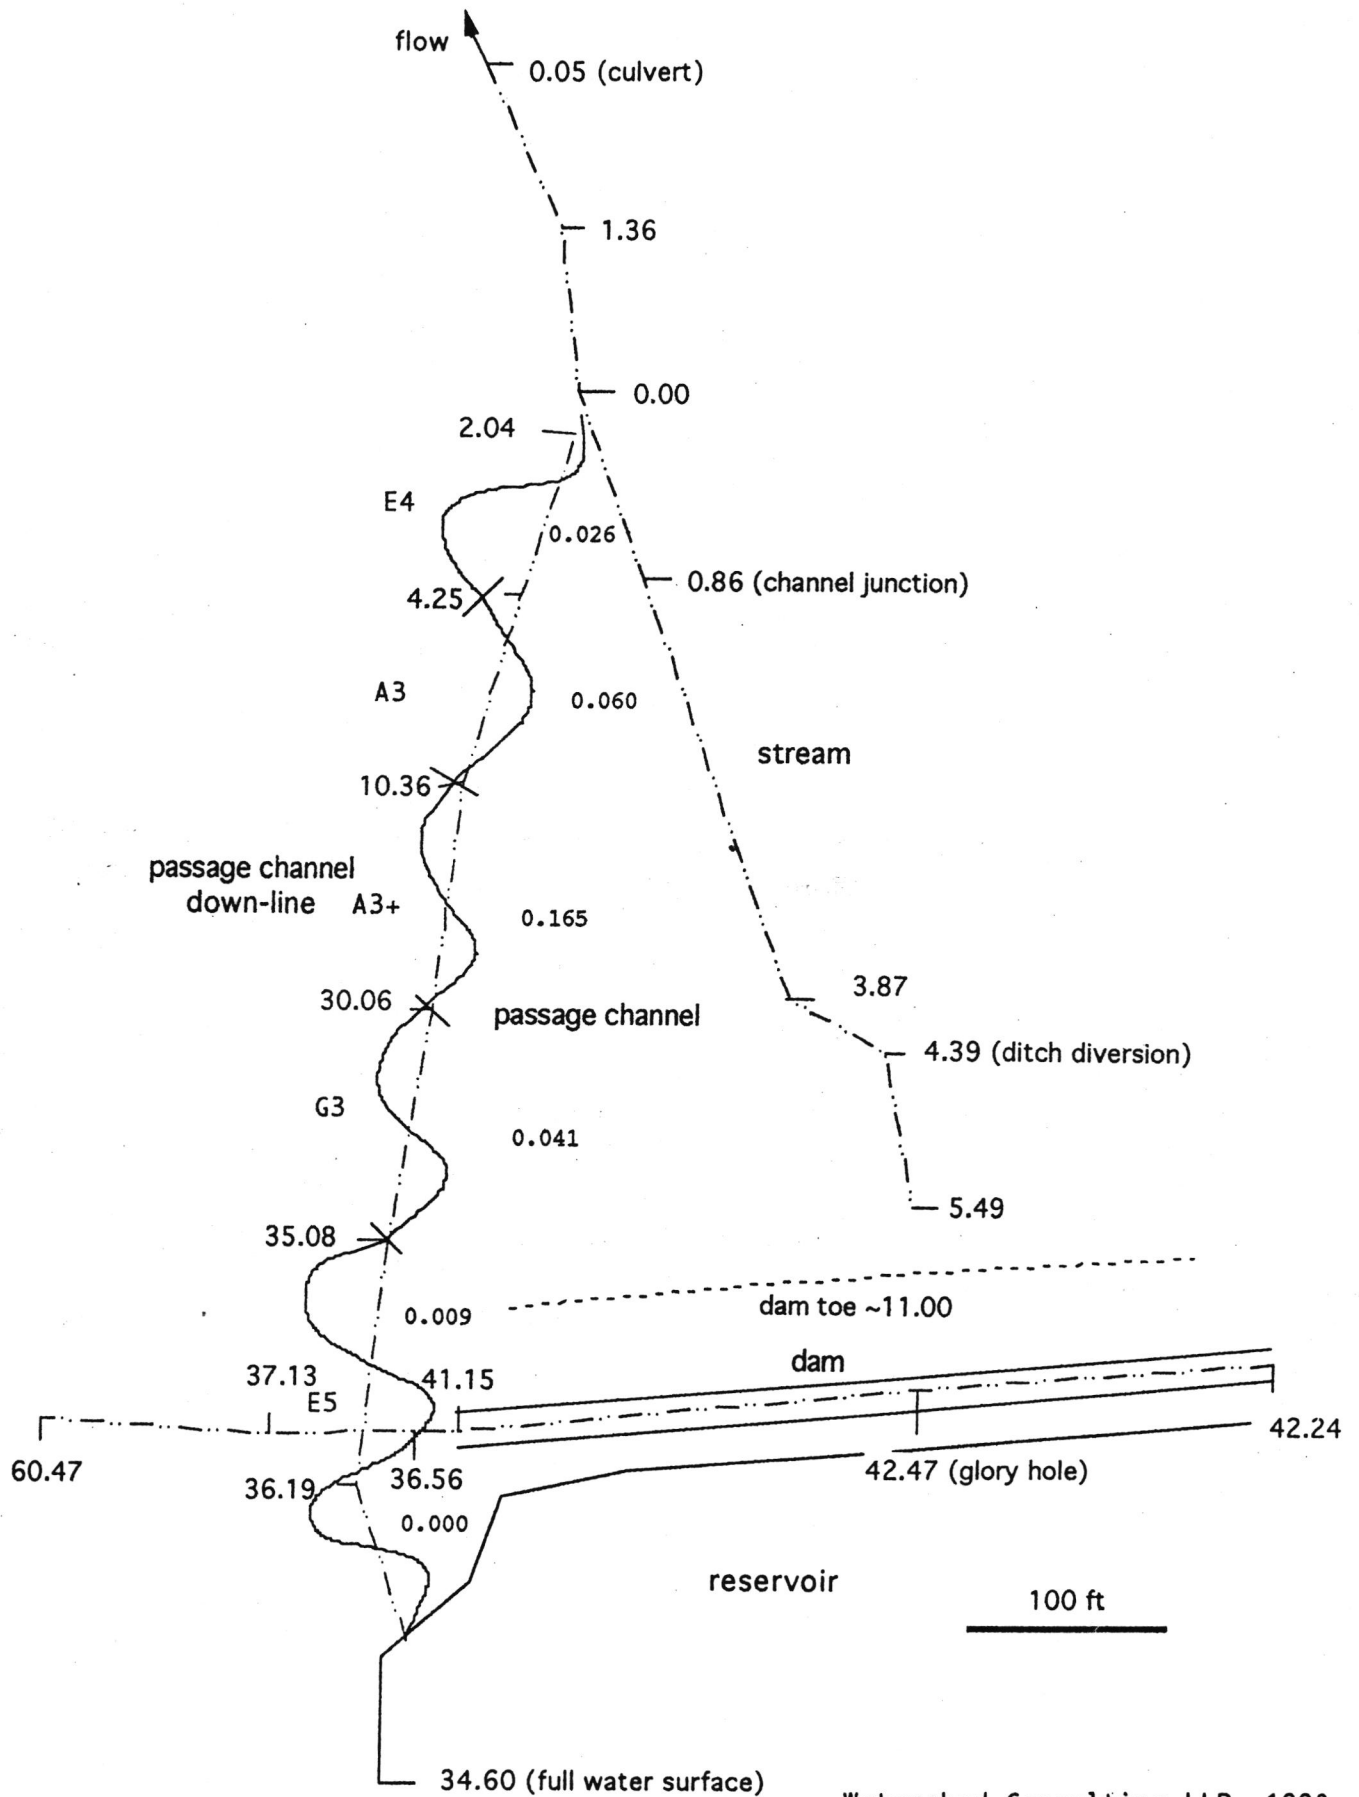 flow
0.05 (culvert)
1.36
0.00
2.04
E4
0.026
0.86 (channel junction)
4.25
A3
0.060
stream
10.36
passage channel
down-line A3+
0.165
3.87
30.06
passage channel
4.39 (ditch diversion)
G3
0.041
5.49
35.08
dam toe ~11.00
0.009
dam
37.13
41.15
E5
42.24
60.47
36.19
36.56
42.47 (glory hole)
0.000
reservoir
100 ft
34.60 (full water surface)